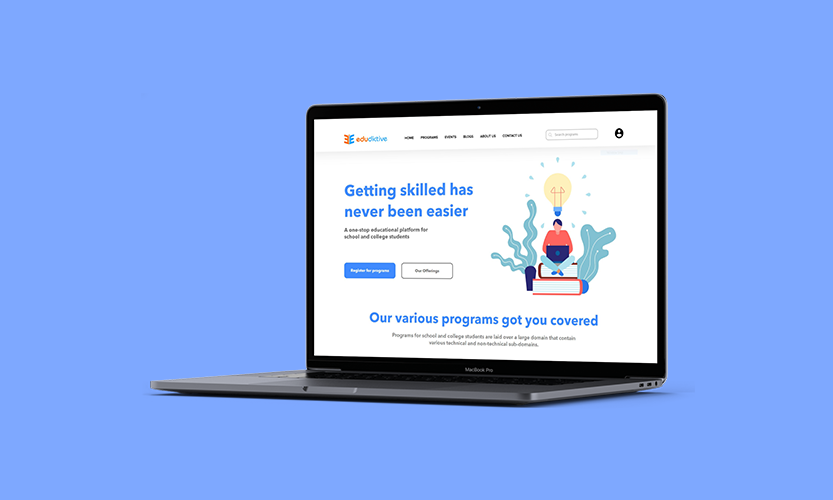 edudictive
HOME PROGRAMS EVENTS BLOGS ABOUT US CONTACT US
Search programs
Getting skilled has
never been easier
A one-stop educational platform for
school and college students
Register for programs
Our Offerings
Our various programs got you covered
Programs for school and college students are laid over a large domain that contain
various technical and non-technical sub-domains.
MacBook Pro